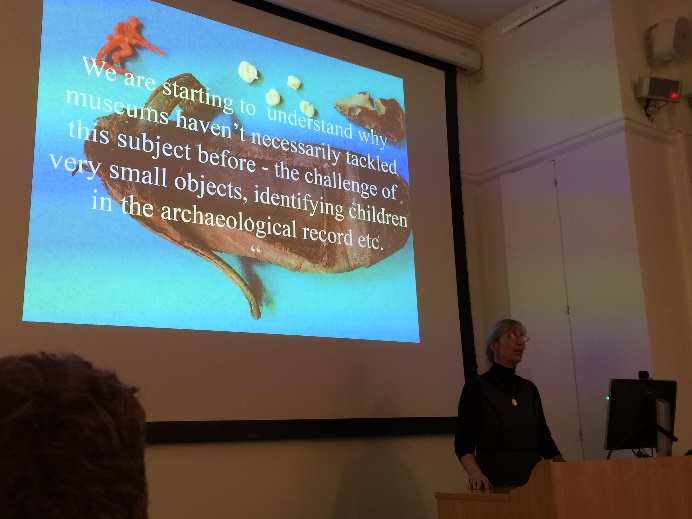 We are starting to understand why
museums haven't necessarily tackled
this subject before - the challenge of
very small objects, identifying children
in the archaeological record etc.
“